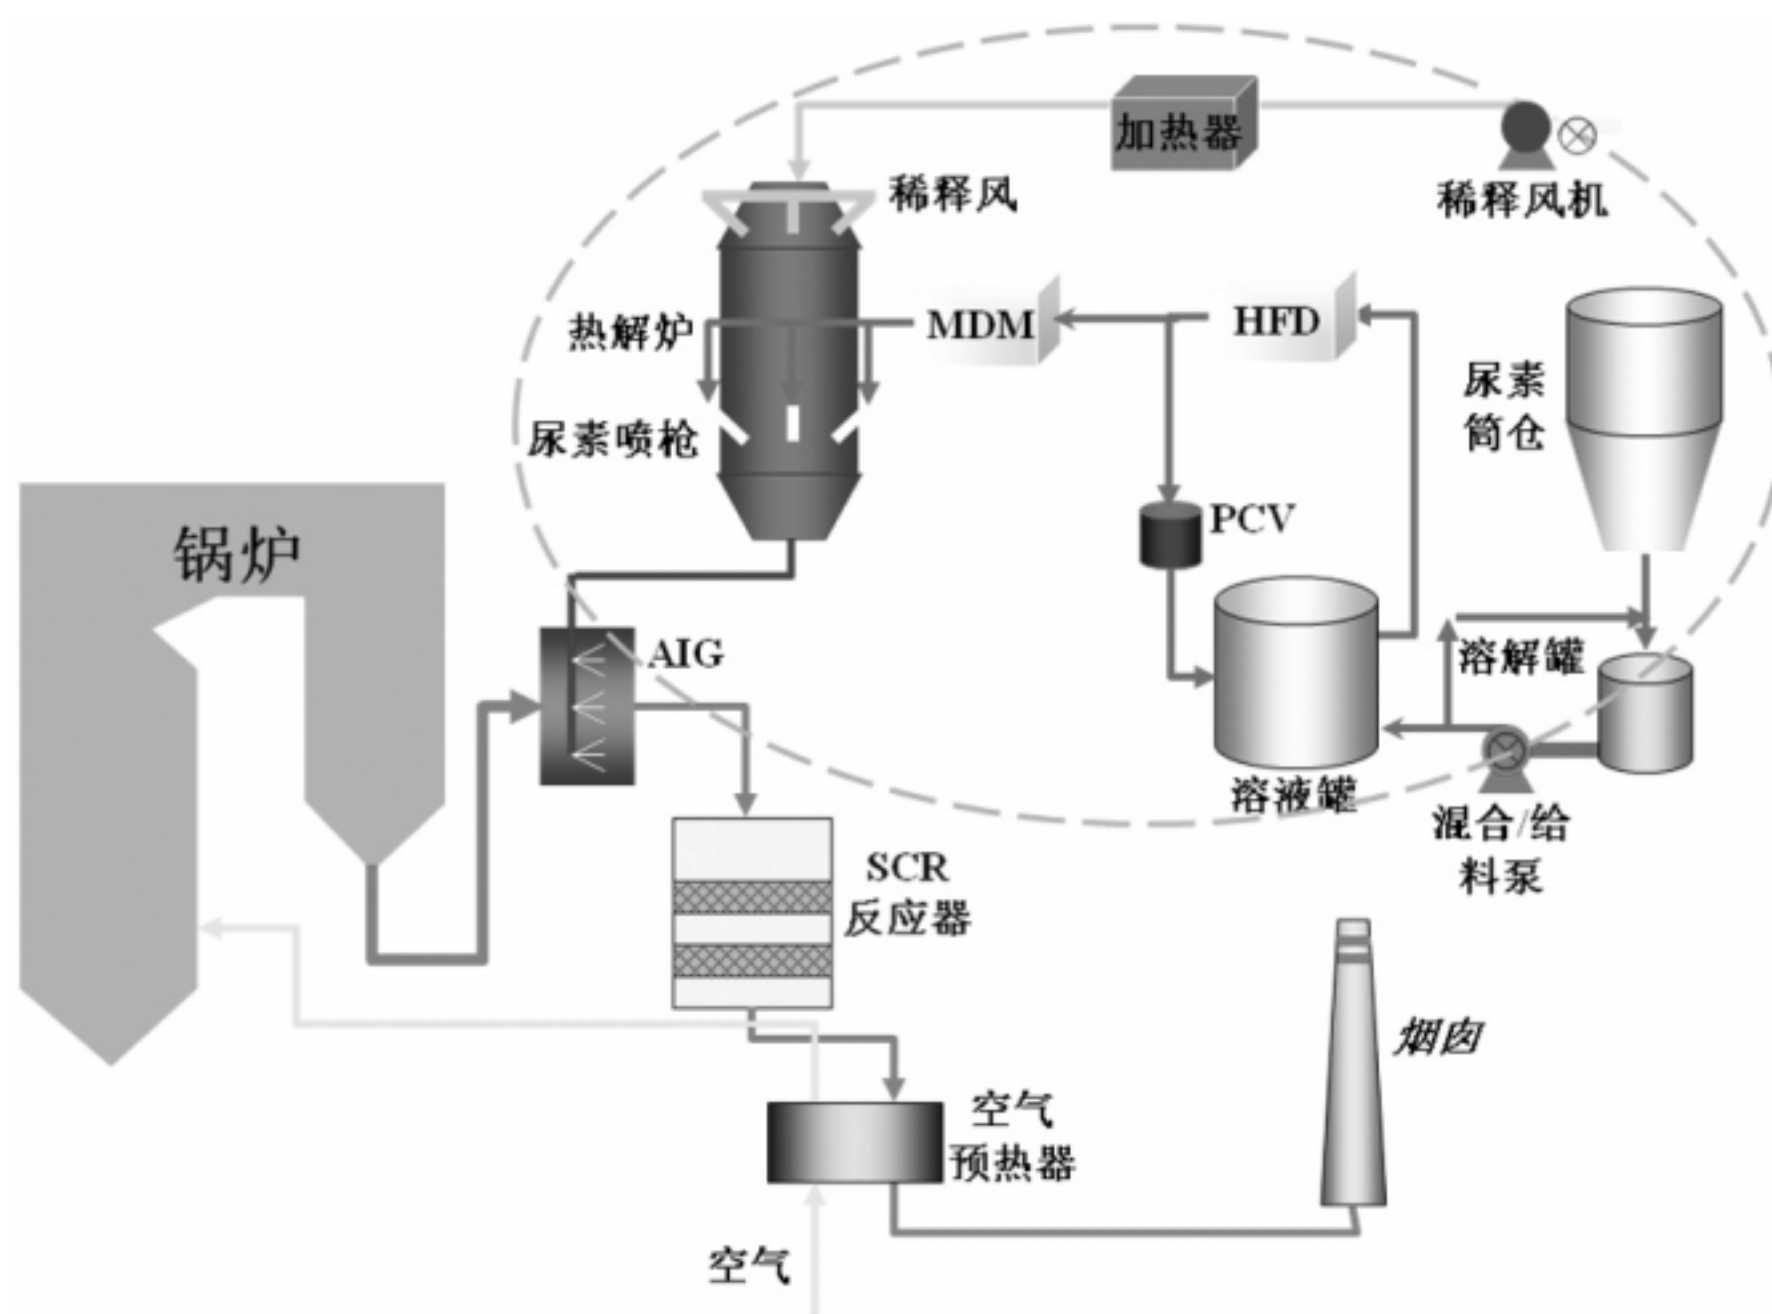 加热器
稀释风
稀释风机
热解炉
MDM
HFD
尿素
筒仓
尿素喷枪
PCV
锅炉
AIG
溶解罐
溶液罐
混合/给
料泵
SCR
反应器
烟囱
空气
预热器
空气